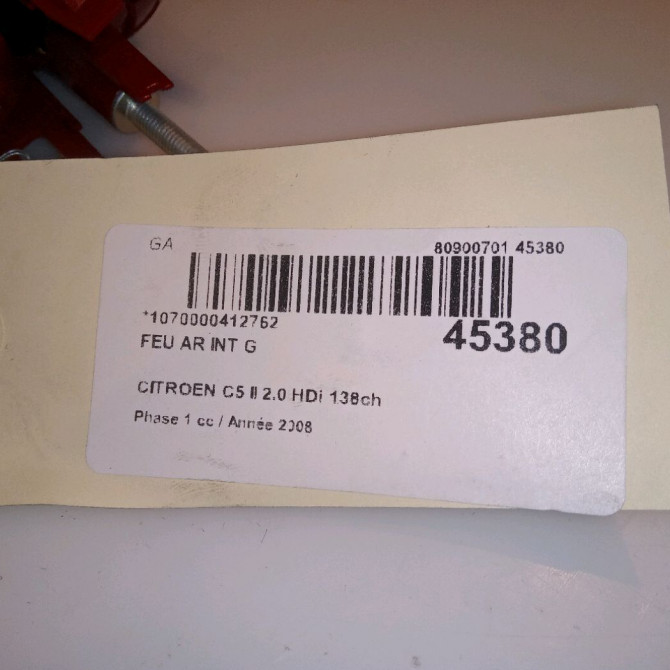 GA
80900701 45380
*1070000412762
45380
FEU AR INT G
CITROEN C5 II 2.0 HDi 138ch
Phase 1 cc / Année 2008